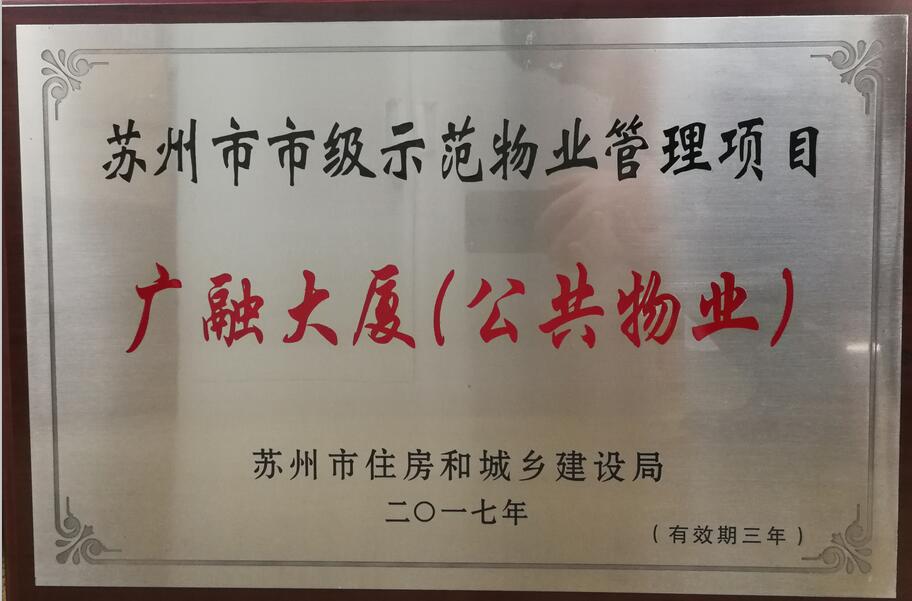 苏州市市级示范物业管理项目
广融大厦(公共物业)
苏州市住房和城乡建设局
二〇一七年
(有效期三年)